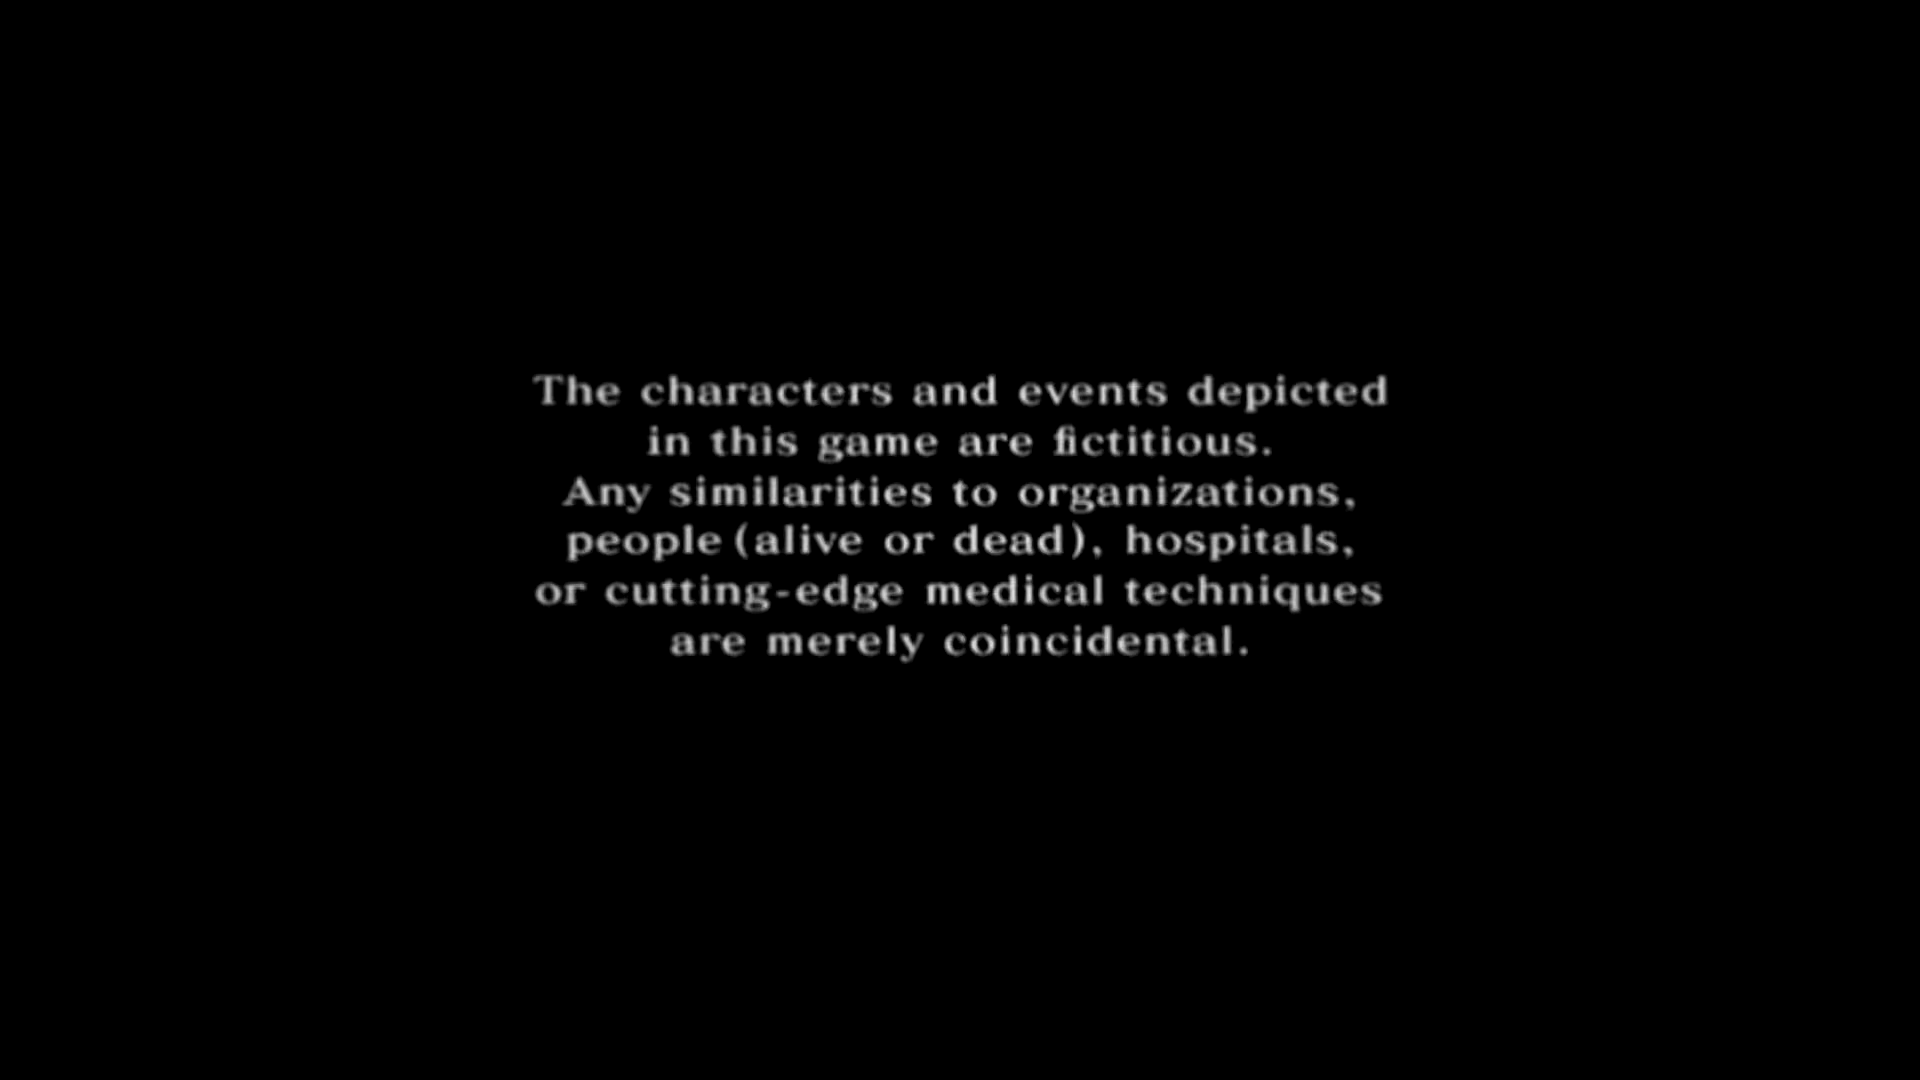 The characters and events depicted
in this game are fictitious.
Any similarities to organizations,
people (alive or dead), hospitals,
or cutting-edge medical techniques
are merely coincidental.